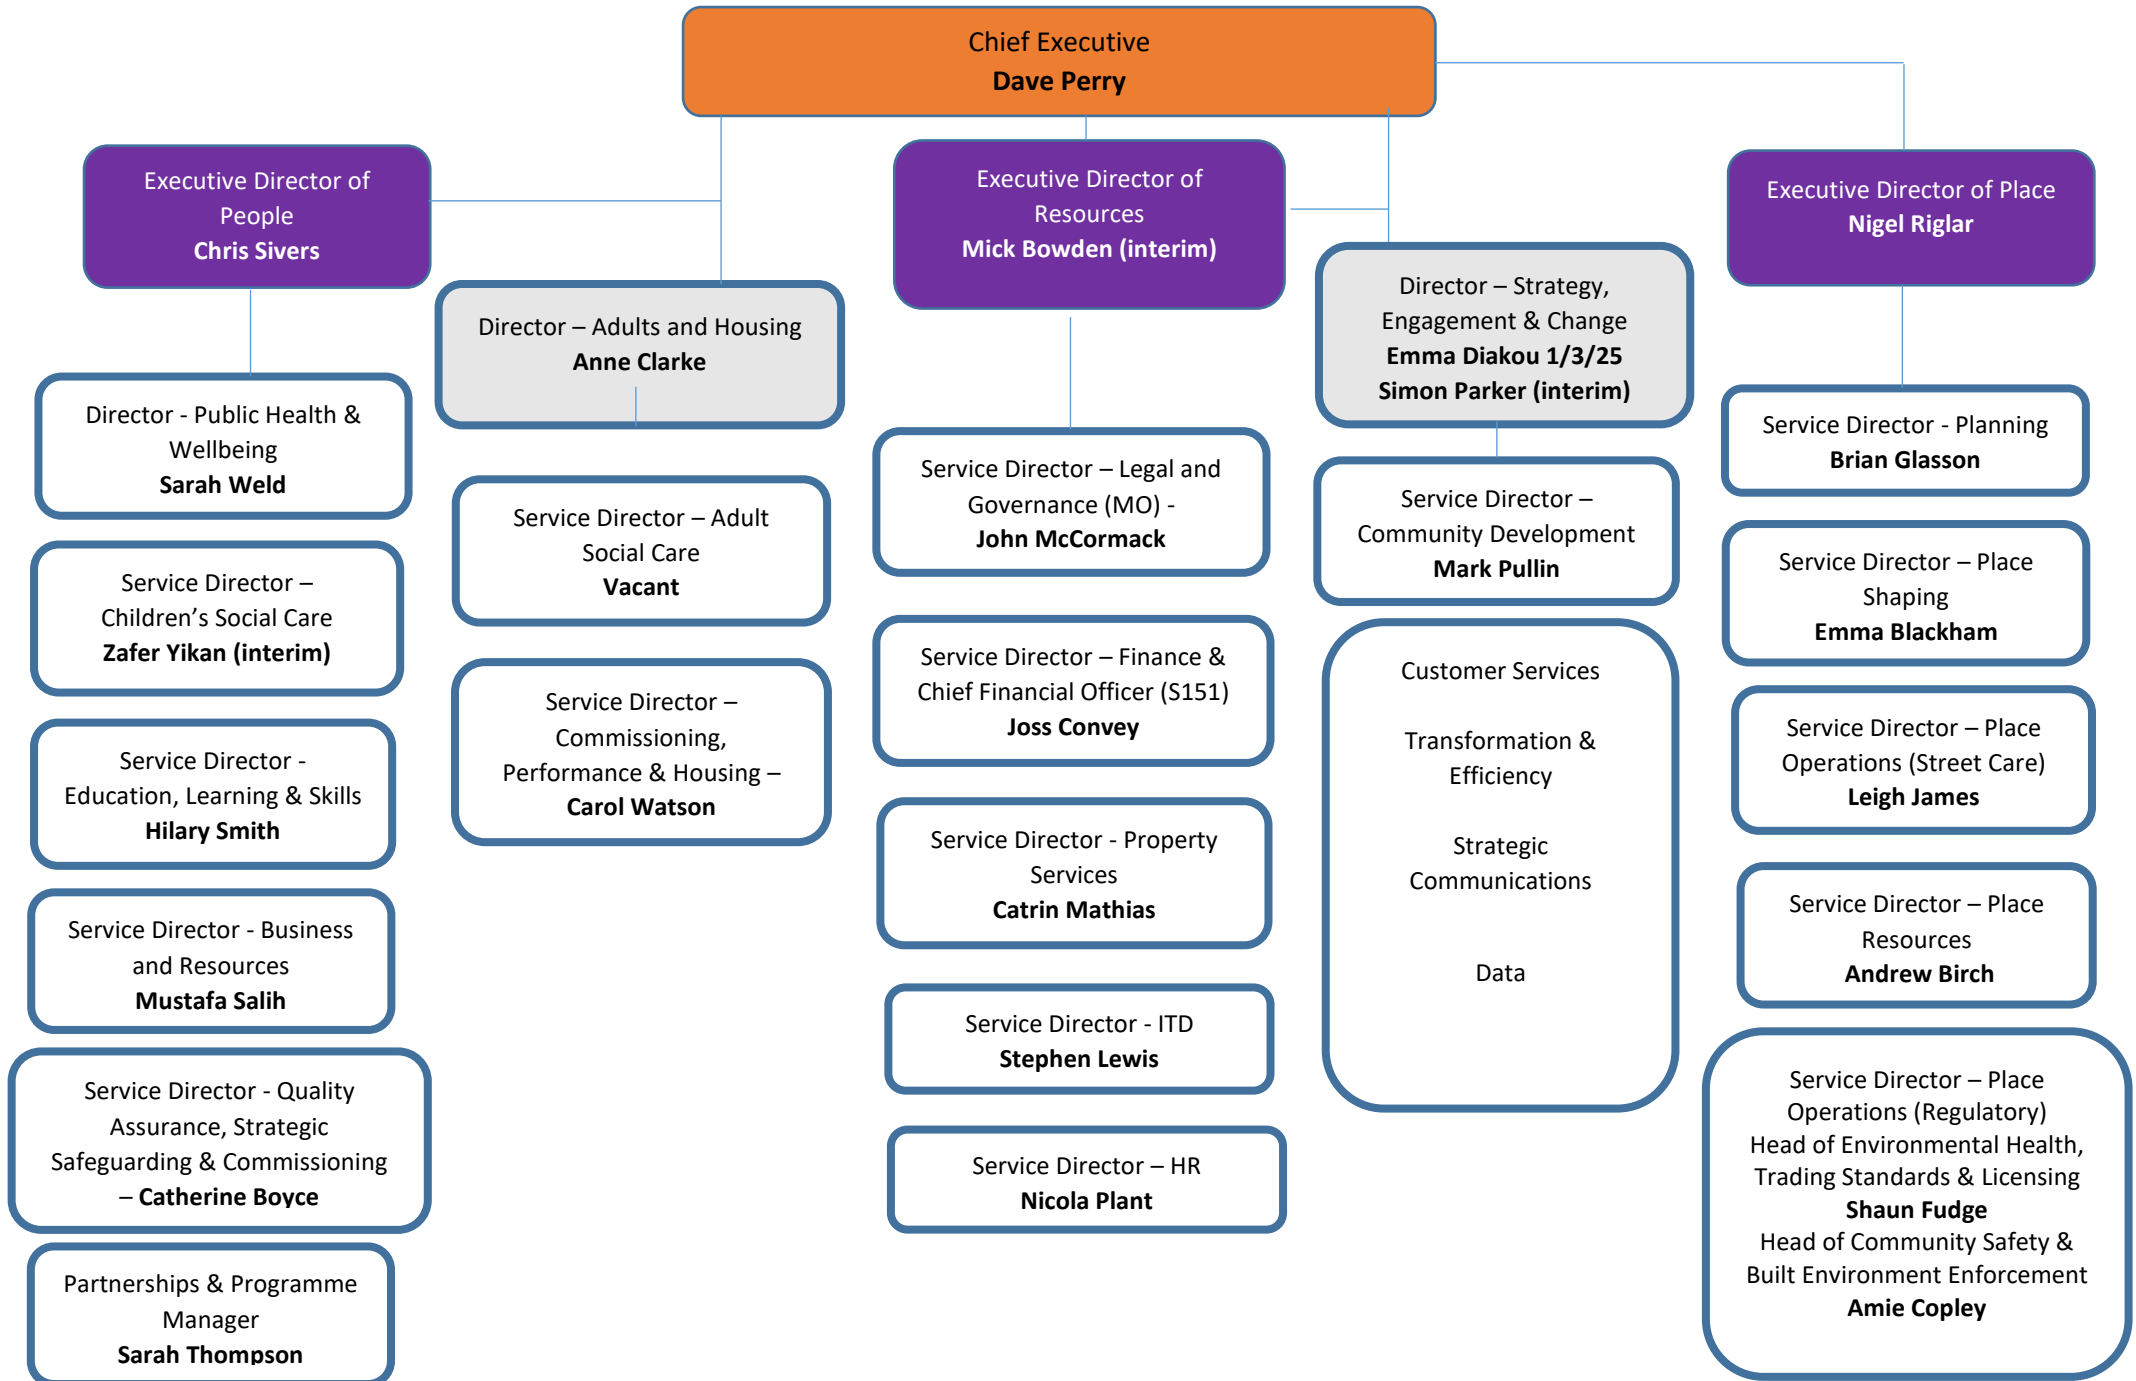 Chief Executive
Dave Perry
Executive Director of
People
Chris Sivers
Director - Public Health &
Wellbeing
Sarah Weld
Service Director –
Children’s Social Care
Zafer Yikan (interim)
Service Director -
Education, Learning & Skills
Hilary Smith
Service Director - Business
and Resources
Mustafa Salih
Service Director - Quality
Assurance, Strategic
Safeguarding & Commissioning
– Catherine Boyce
Partnerships & Programme
Manager
Sarah Thompson
Director – Adults and Housing
Anne Clarke
Service Director – Adult
Social Care
Vacant
Service Director –
Commissioning,
Performance & Housing –
Carol Watson
Executive Director of
Resources
Mick Bowden (interim)
Service Director – Legal and
Governance (MO) -
John McCormack
Service Director – Finance &
Chief Financial Officer (S151)
Joss Convey
Service Director - Property
Services
Catrin Mathias
Service Director - ITD
Stephen Lewis
Service Director – HR
Nicola Plant
Director – Strategy,
Engagement & Change
Emma Diakou 1/3/25
Simon Parker (interim)
Service Director –
Community Development
Mark Pullin
Customer Services
Transformation &
Efficiency
Strategic
Communications
Data
Executive Director of Place
Nigel Riglar
Service Director - Planning
Brian Glasson
Service Director – Place
Shaping
Emma Blackham
Service Director – Place
Operations (Street Care)
Leigh James
Service Director – Place
Resources
Andrew Birch
Service Director – Place
Operations (Regulatory)
Head of Environmental Health,
Trading Standards & Licensing
Shaun Fudge
Head of Community Safety &
Built Environment Enforcement
Amie Copley